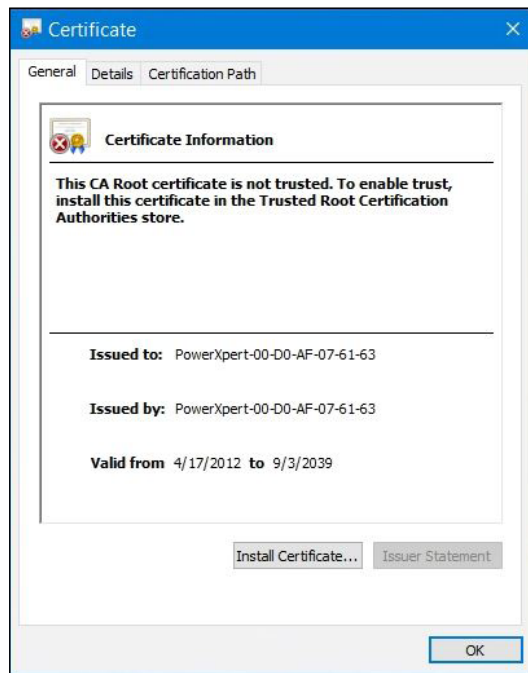 Certificate
General Details Certification Path
Certificate Information
This CA Root certificate is not trusted. To enable trust,
install this certificate in the Trusted Root Certification
Authorities store.
Issued to: PowerXpert-00-D0-AF-07-61-63
Issued by: PowerXpert-00-D0-AF-07-61-63
Valid from 4/17/2012 to 9/3/2039
Install Certificate... Issuer Statement
OK